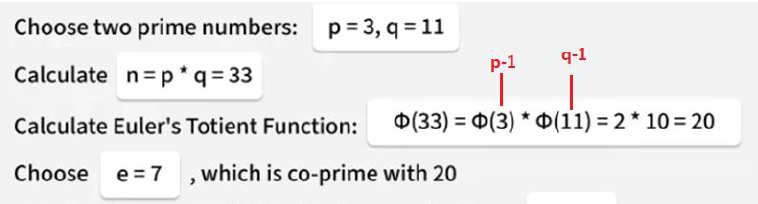 Choose two prime numbers: p = 3, q = 11
p-1 q-1
Calculate n = p * q = 33
Calculate Euler's Totient Function: Φ(33) = Φ(3) * Φ(11) = 2 * 10 = 20
Choose e = 7 , which is co-prime with 20